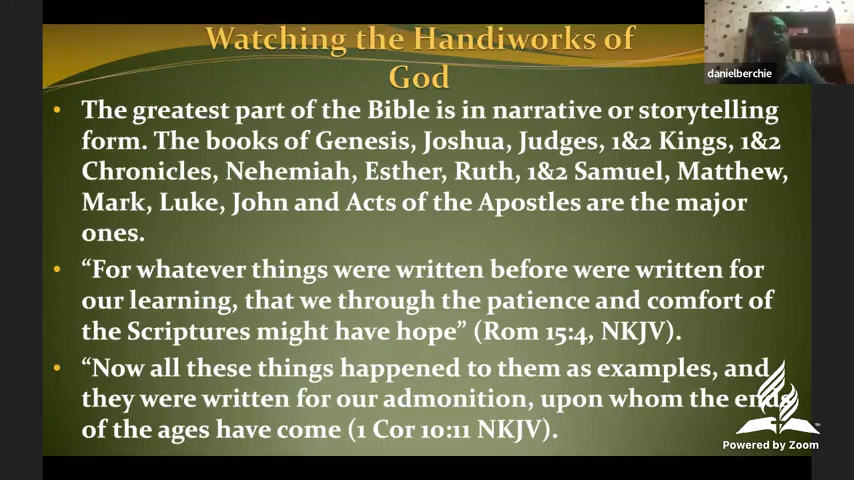 Watching the Handiworks of
God
danielberchie
• The greatest part of the Bible is in narrative or storytelling
form. The books of Genesis, Joshua, Judges, 1&2 Kings, 1&2
Chronicles, Nehemiah, Esther, Ruth, 1&2 Samuel, Matthew,
Mark, Luke, John and Acts of the Apostles are the major
ones.
• “For whatever things were written before were written for
our learning, that we through the patience and comfort of
the Scriptures might have hope” (Rom 15:4, NKJV).
• “Now all these things happened to them as examples, and
they were written for our admonition, upon whom the ends
of the ages have come (1 Cor 10:11 NKJV).
Powered by Zoom